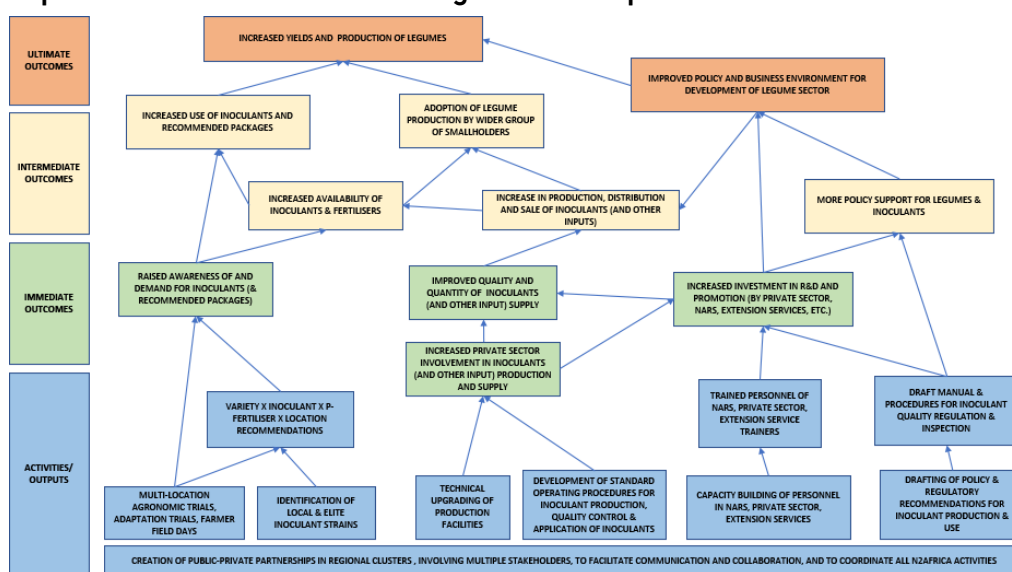 ULTIMATE
OUTCOMES
INCREASED YIELDS AND PRODUCTION OF LEGUMES
IMPROVED POLICY AND BUSINESS ENVIRONMENT FOR
DEVELOPMENT OF LEGUME SECTOR
INTERMEDIATE
OUTCOMES
INCREASED USE OF INOCULANTS AND
RECOMMENDED PACKAGES
ADOPTION OF LEGUME
PRODUCTION BY WIDER GROUP
OF SMALLHOLDERS
INCREASED AVAILABILITY OF
INOCULANTS & FERTILISERS
INCREASE IN PRODUCTION, DISTRIBUTION
AND SALE OF INOCULANTS (AND OTHER
INPUTS)
MORE POLICY SUPPORT FOR LEGUMES &
INOCULANTS
IMMEDIATE
OUTCOMES
RAISED AWARENESS OF AND
DEMAND FOR INOCULANTS (&
RECOMMENDED PACKAGES)
IMPROVED QUALITY AND
QUANTITY OF INOCULANTS
(AND OTHER INPUT) SUPPLY
INCREASED INVESTMENT IN R&D AND
PROMOTION (BY PRIVATE SECTOR,
NARS, EXTENSION SERVICES, ETC.)
INCREASED PRIVATE SECTOR
INVOLVEMENT IN INOCULANTS
(AND OTHER INPUT) PRODUCTION
AND SUPPLY
ACTIVITIES/
OUTPUTS
VARIETY X INOCULANT X P-
FERTILISER X LOCATION
RECOMMENDATIONS
TRAINED PERSONNEL OF
NARS, PRIVATE SECTOR,
EXTENSION SERVICE
TRAINERS
DRAFT MANUAL &
PROCEDURES FOR INOCULANT
QUALITY REGULATION &
INSPECTION
MULTI-LOCATION
AGRONOMIC TRIALS,
ADAPTATION TRIALS, FARMER
FIELD DAYS
IDENTIFICATION OF
LOCAL & ELITE
INOCULANT STRAINS
TECHNICAL
UPGRADING OF
PRODUCTION
FACILITIES
DEVELOPMENT OF STANDARD
OPERATING PROCEDURES FOR
INOCULANT PRODUCTION,
QUALITY CONTROL &
APPLICATION OF INOCULANTS
CAPACITY BUILDING OF PERSONNEL
IN NARS, PRIVATE SECTOR,
EXTENSION SERVICES
DRAFTING OF POLICY &
REGULATORY
RECOMMENDATIONS FOR
INOCULANT PRODUCTION &
USE
CREATION OF PUBLIC-PRIVATE PARTNERSHIPS IN REGIONAL CLUSTERS , INVOLVING MULTIPLE STAKEHOLDERS, TO FACILITATE COMMUNICATION AND COLLABORATION, AND TO COORDINATE ALL N2AFRICA ACTIVITIES